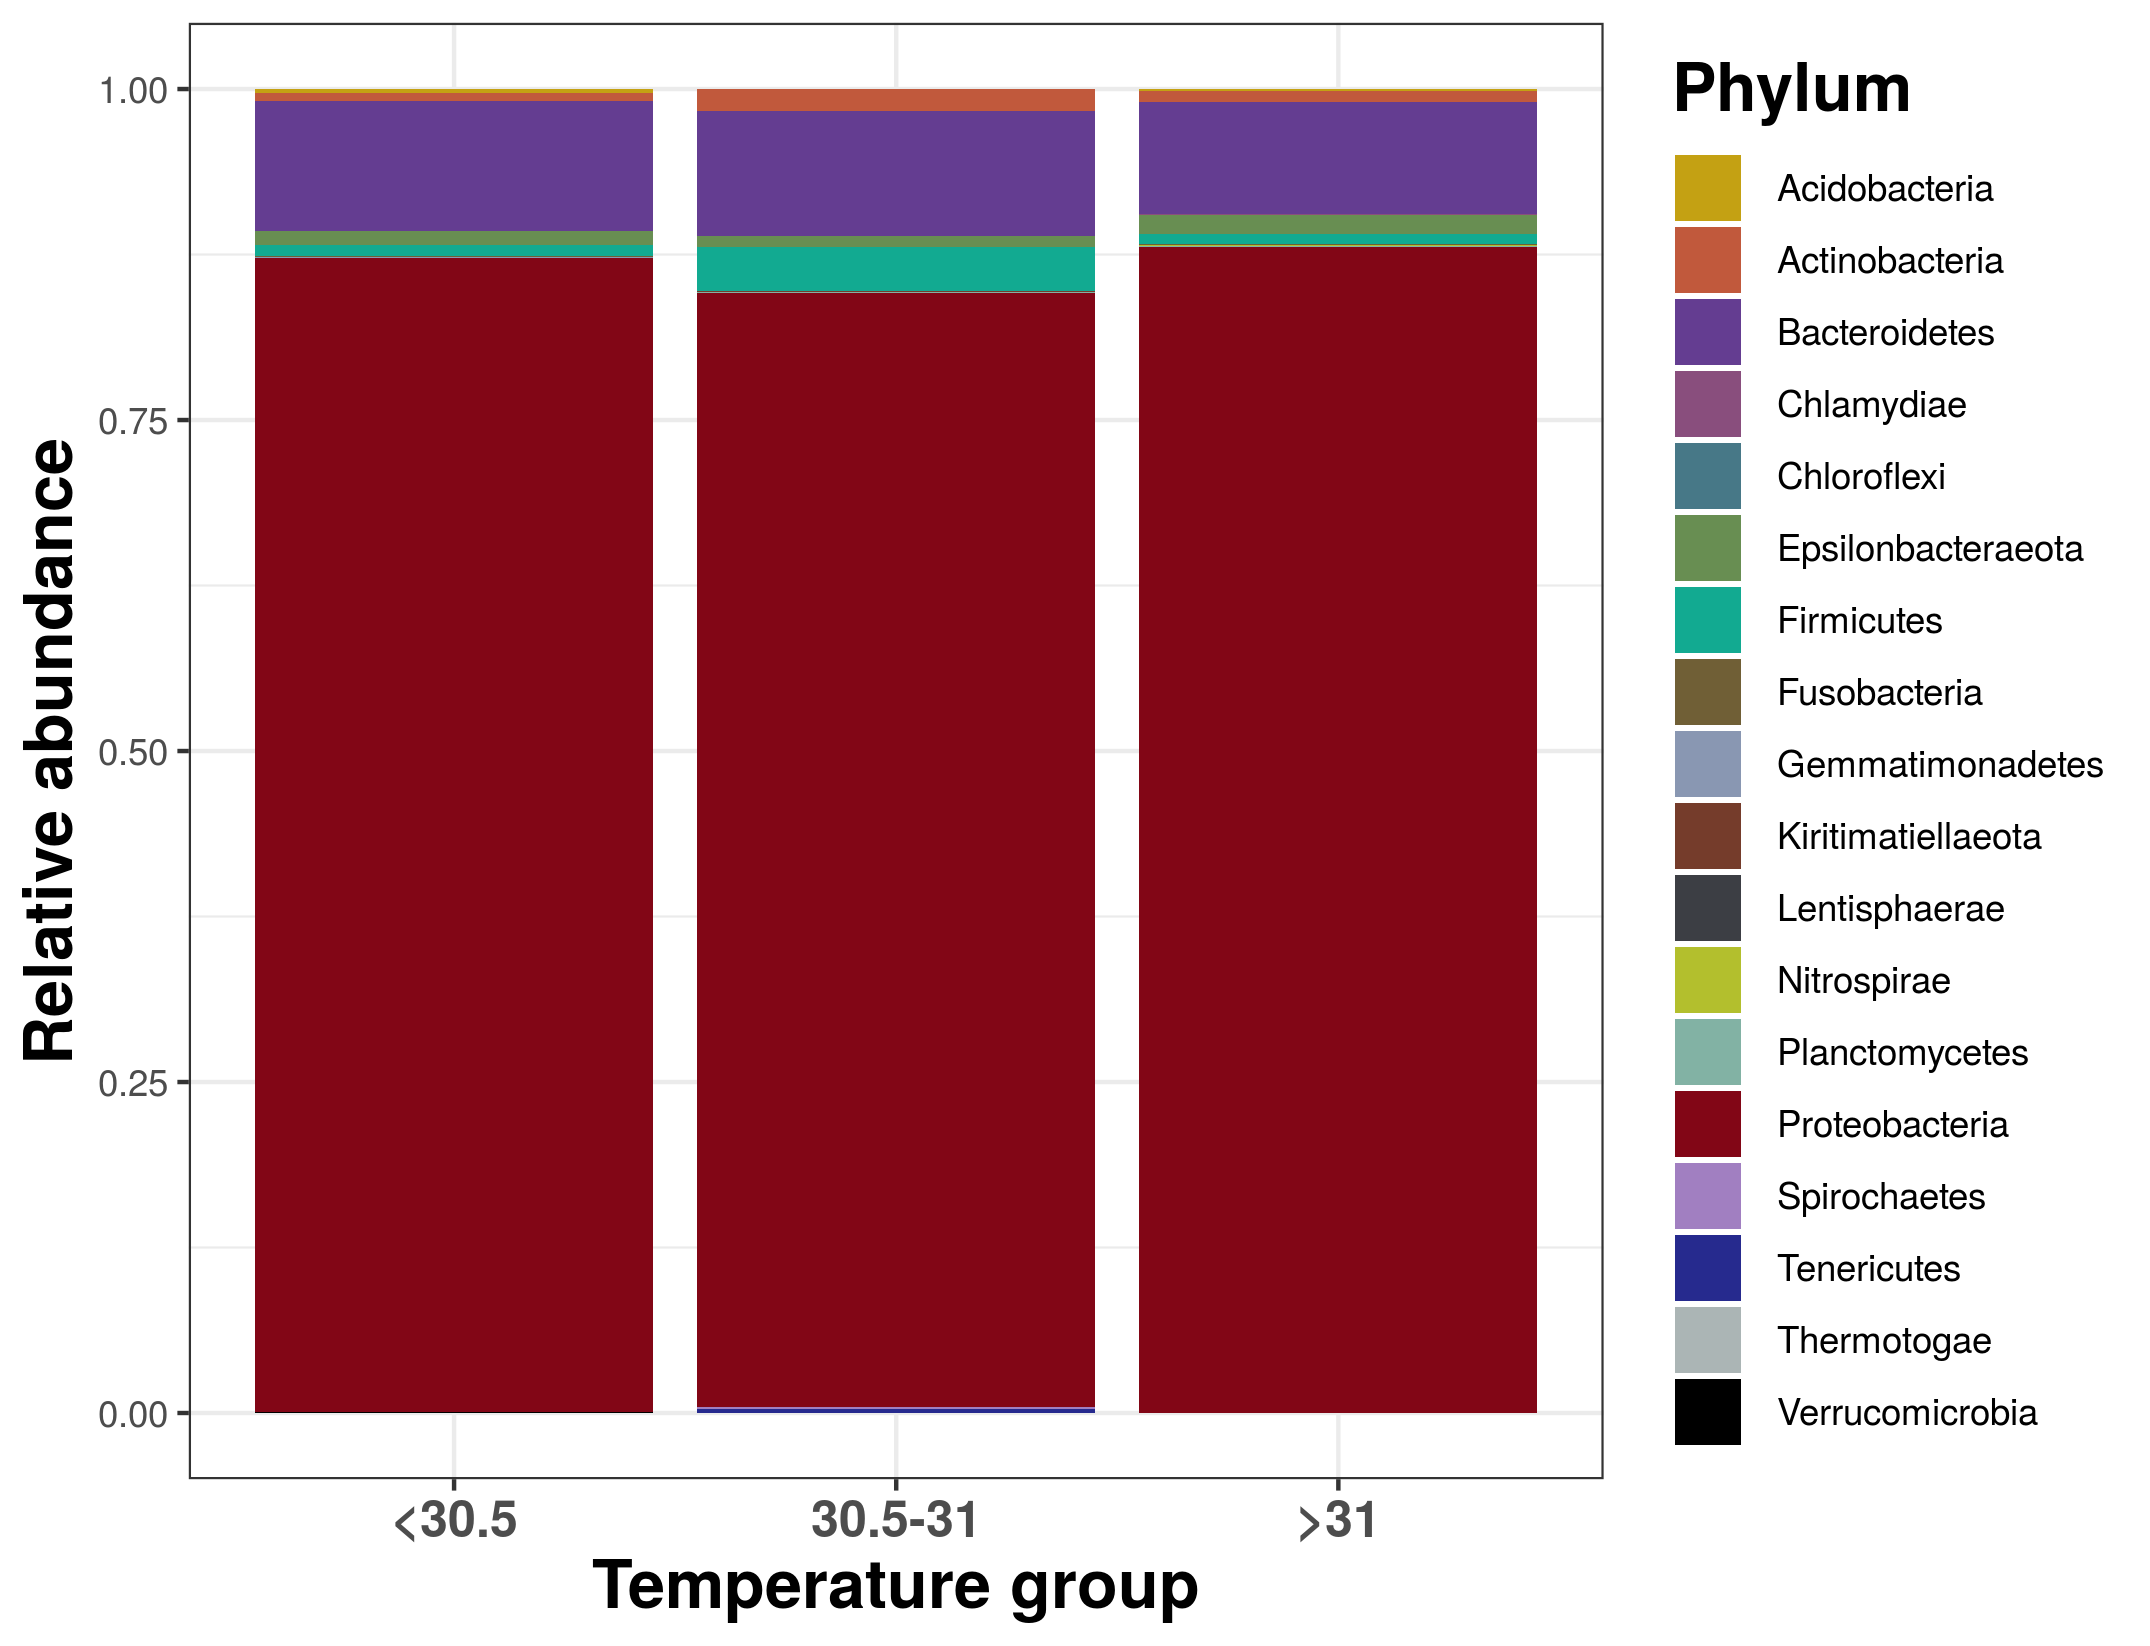 Relative abundance
1.00
0.75
0.50
0.25
0.00
<30.5
30.5-31
>31
Temperature group
Phylum
Acidobacteria
Actinobacteria
Bacteroidetes
Chlamydiae
Chloroflexi
Epsilonbacteraeota
Firmicutes
Fusobacteria
Gemmatimonadetes
Kiritimatiellaeota
Lentisphaerae
Nitrospirae
Planctomycetes
Proteobacteria
Spirochaetes
Tenericutes
Thermotogae
Verrucomicrobia